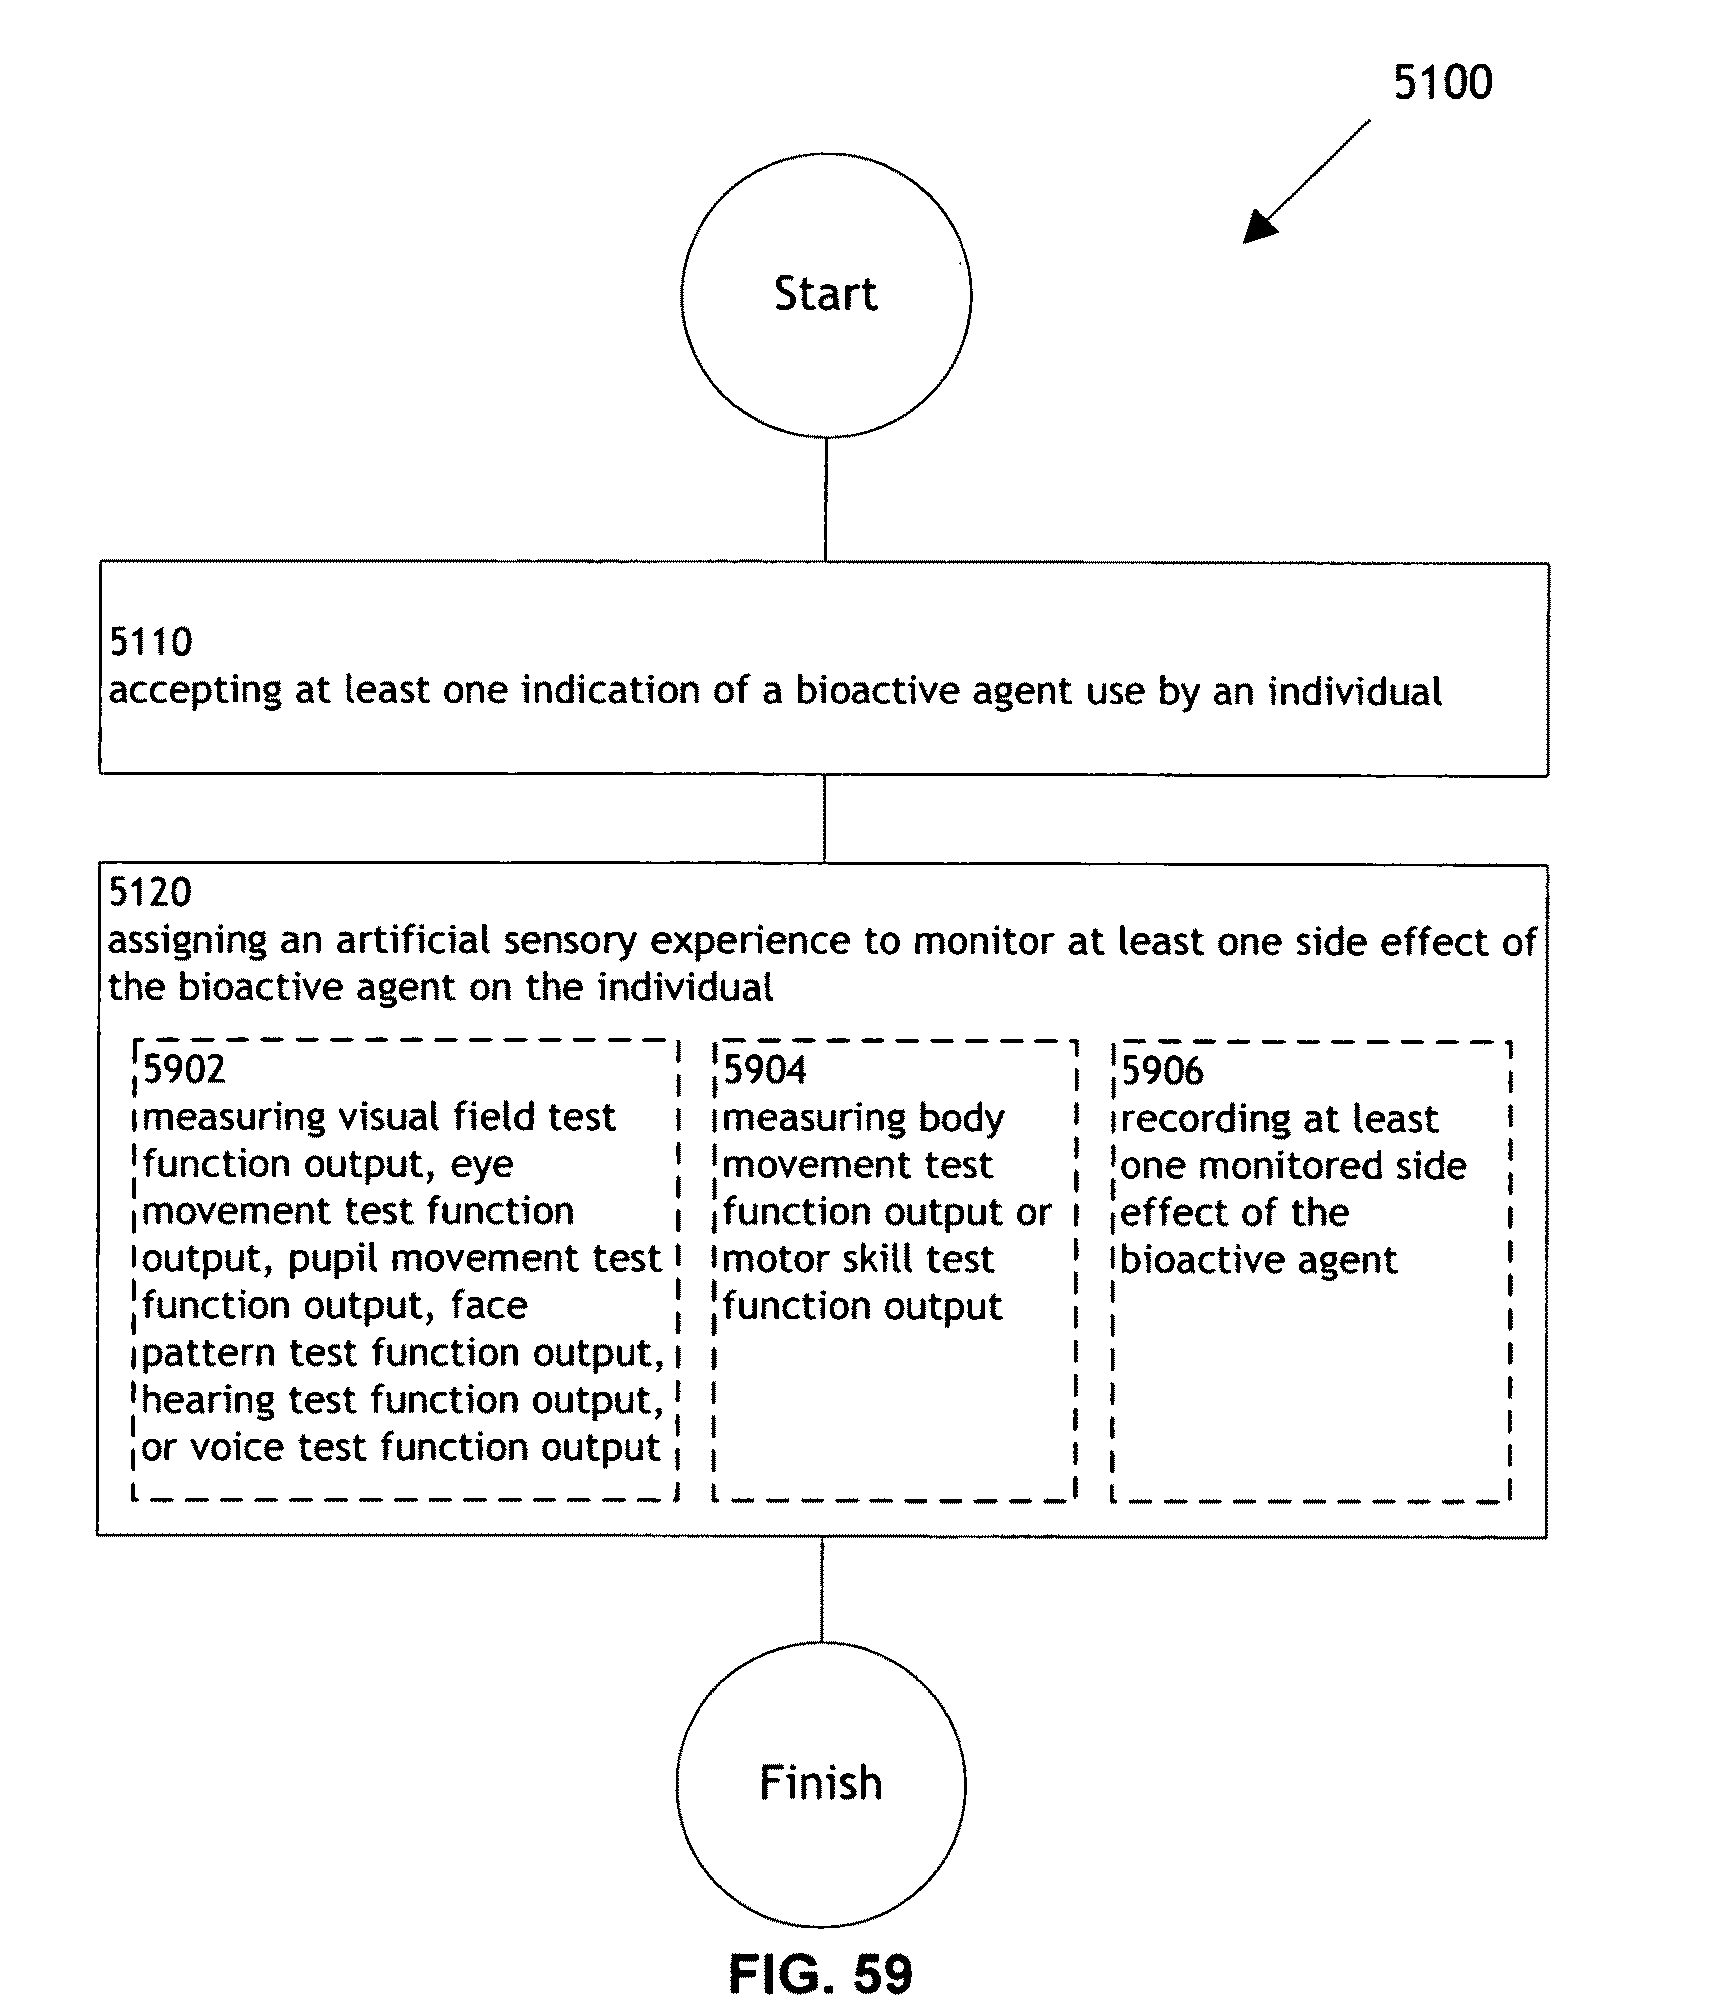 5100
Start
5110
accepting at least one indication of a bioactive agent use by an individual
5120
assigning an artificial sensory experience to monitor at least one side effect of
the bioactive agent on the individual
5902
measuring visual field test
function output, eye
movement test function
output, pupil movement test
function output, face
pattern test function output,
hearing test function output,
or voice test function output
5904
measuring body
movement test
function output or
motor skill test
function output
5906
recording at least
one monitored side
effect of the
bioactive agent
Finish
FIG. 59